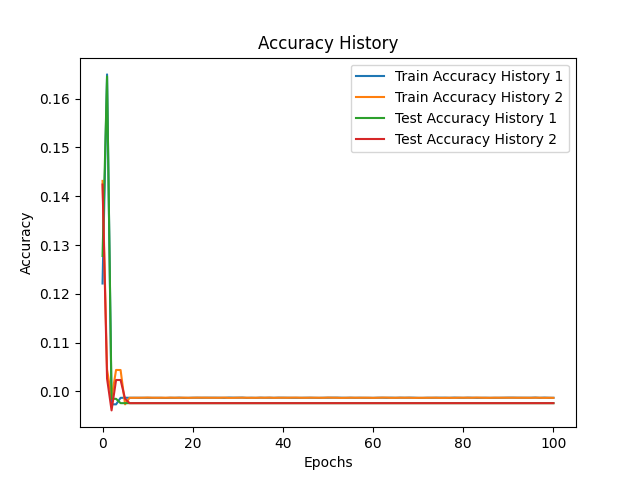 Accuracy History
Train Accuracy History 1
Train Accuracy History 2
Test Accuracy History 1
Test Accuracy History 2
Accuracy
0.16
0.15
0.14
0.13
0.12
0.11
0.10
0 20 40 60 80 100
Epochs